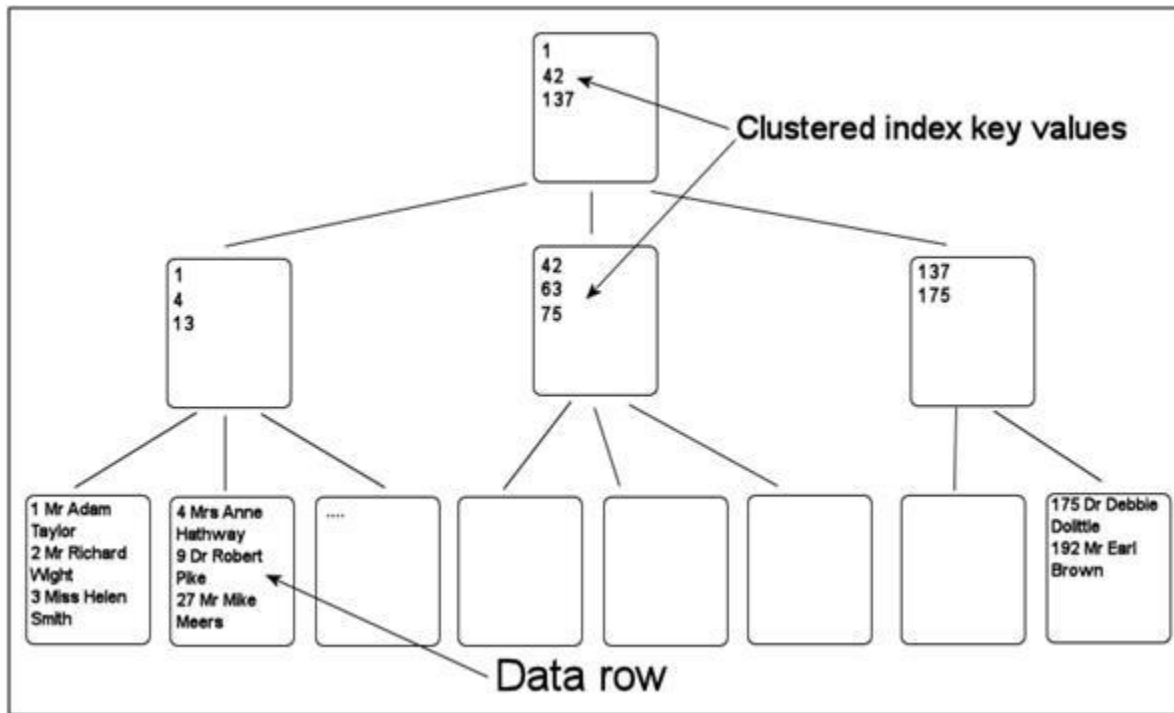 1
42
137
Clustered index key values
1
4
13
42
63
75
137
175
1 Mr Adam
Taylor
2 Mr Richard
Wight
3 Miss Helen
Smith
4 Mrs Anne
Hathway
9 Dr Robert
Pike
27 Mr Mike
Meers
....
175 Dr Debbie
Dolittle
192 Mr Earl
Brown
Data row